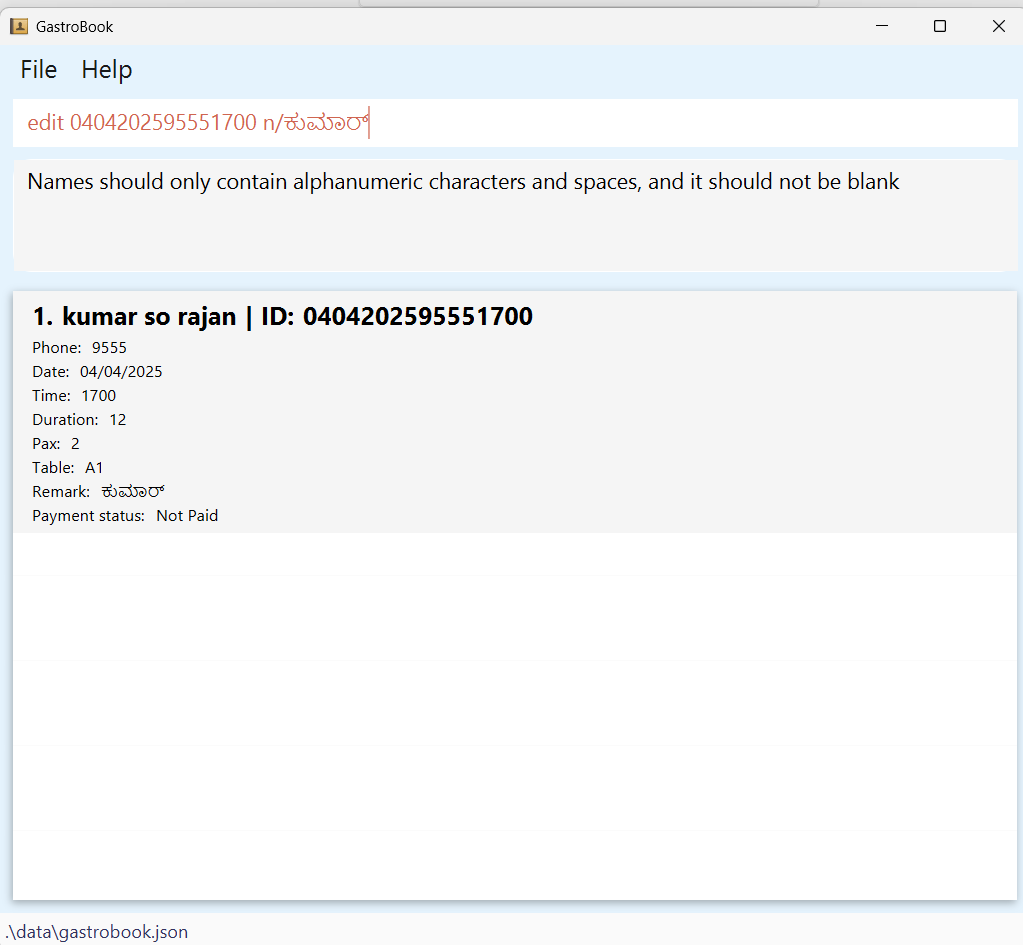 GastroBook
File Help
edit 0404202595551700 n/ಕುಮಾರ್
Names should only contain alphanumeric characters and spaces, and it should not be blank
1. kumar so rajan | ID: 0404202595551700
Phone: 9555
Date: 04/04/2025
Time: 1700
Duration: 12
Pax: 2
Table: A1
Remark: ಕುಮಾರ್
Payment status: Not Paid
.\data\gastrobook.json